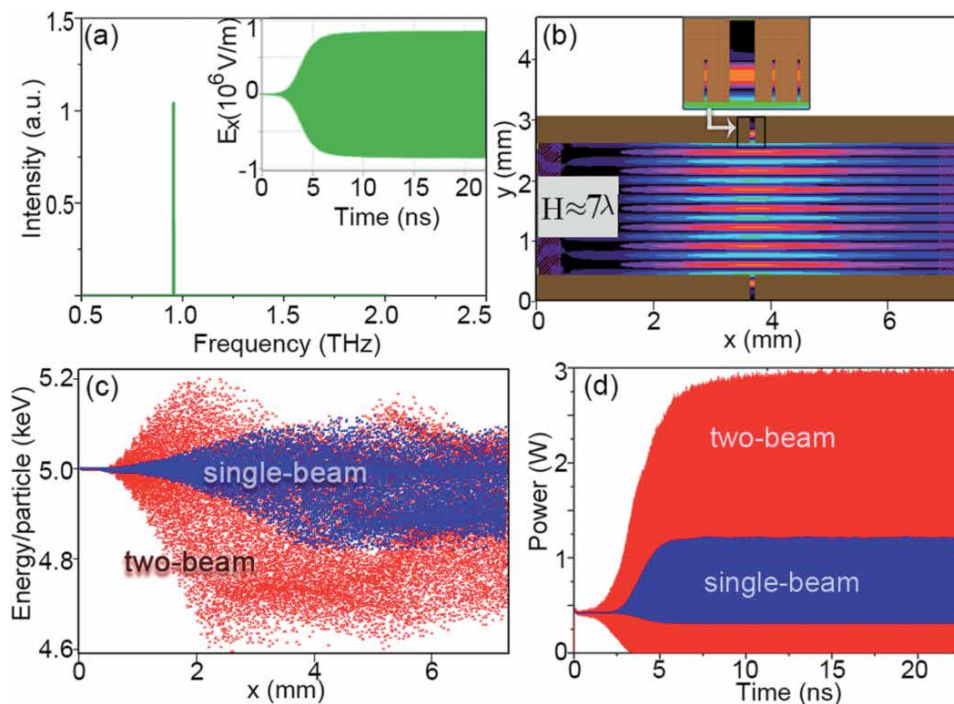 (a)
1.5
1
0.5
0.5
1.0
1.5
2.0
2.5
Intensity (a.u.)
Frequency (THz)
Eₓ(10⁶V/m)
1
0
-1
0
5
10
15
20
Time (ns)
(b)
4
3
2
1
0
0
2
4
6
y (mm)
x (mm)
H≈7λ
(c)
5.2
5.0
4.8
4.6
0
2
4
6
Energy/particle (keV)
x (mm)
single-beam
two-beam
(d)
3
2
1
0
0
5
10
15
20
Power (W)
Time (ns)
two-beam
single-beam